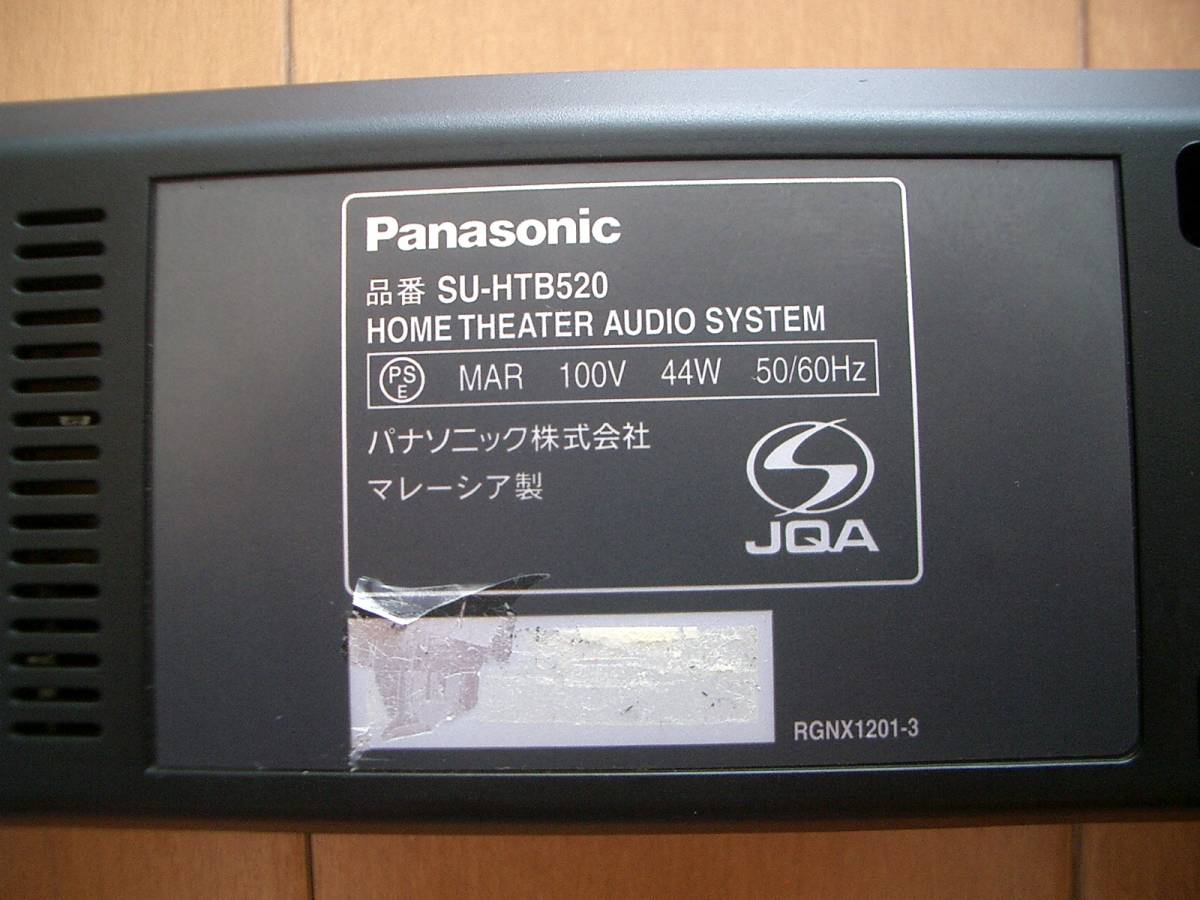 Panasonic
品番 SU-HTB520
HOME THEATER AUDIO SYSTEM
PS E MAR 100V 44W 50/60Hz
パナソニック株式会社
マレーシア製
JQA
RGNX1201-3